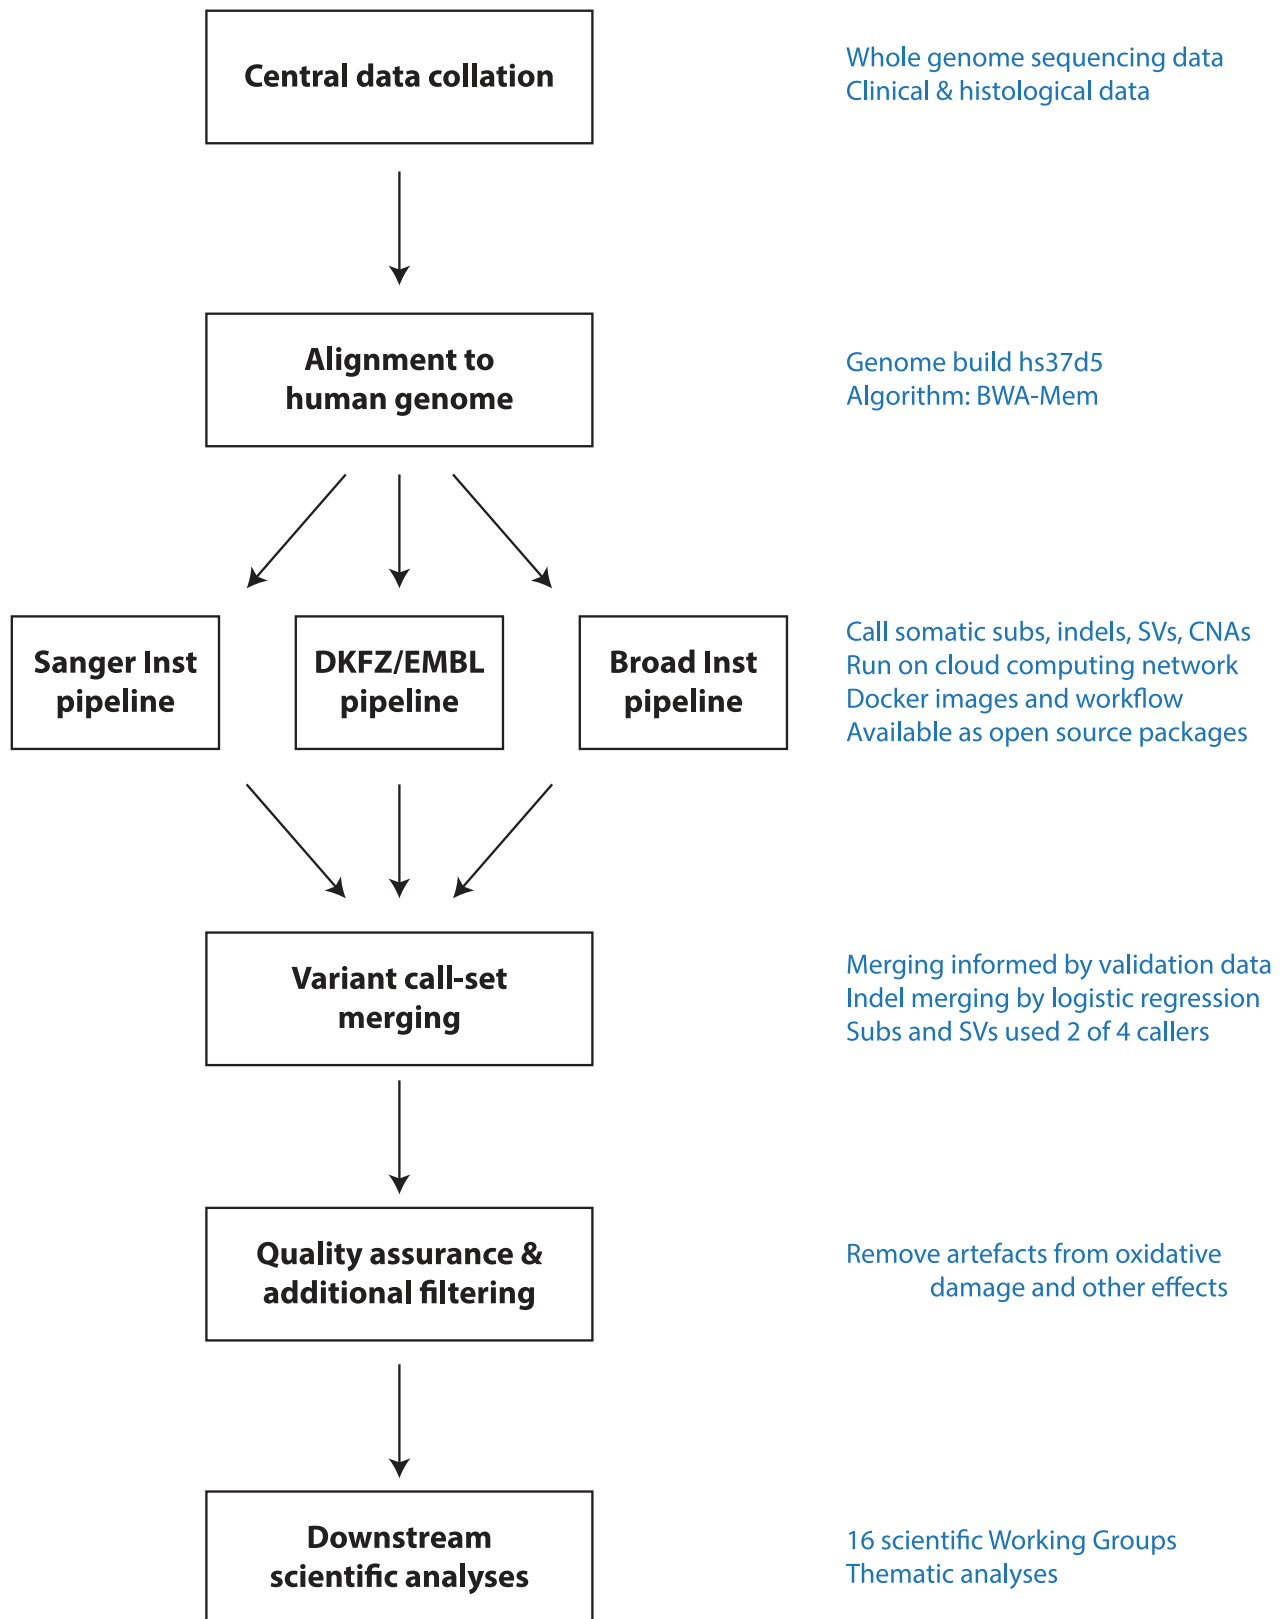 Central data collation
Whole genome sequencing data
Clinical & histological data
Alignment to
human genome
Genome build hs37d5
Algorithm: BWA-Mem
Sanger Inst
pipeline
DKFZ/EMBL
pipeline
Broad Inst
pipeline
Call somatic subs, indels, SVs, CNAs
Run on cloud computing network
Docker images and workflow
Available as open source packages
Variant call-set
merging
Merging informed by validation data
Indel merging by logistic regression
Subs and SVs used 2 of 4 callers
Quality assurance &
additional filtering
Remove artefacts from oxidative
damage and other effects
Downstream
scientific analyses
16 scientific Working Groups
Thematic analyses